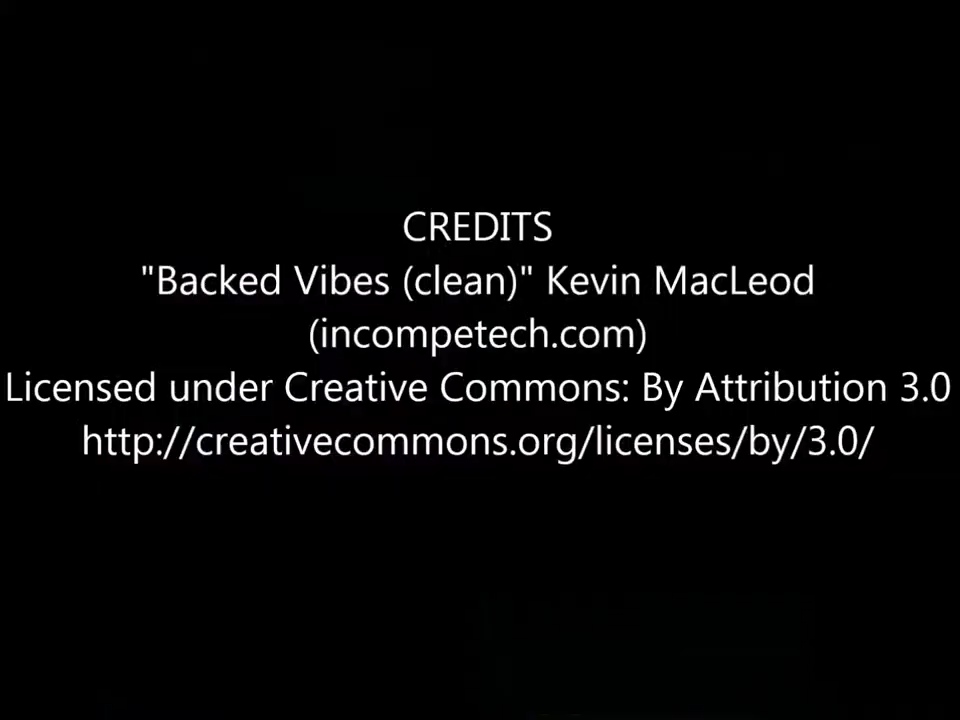 CREDITS
"Backed Vibes (clean)" Kevin MacLeod
(incompetech.com)
Licensed under Creative Commons: By Attribution 3.0
http://creativecommons.org/licenses/by/3.0/